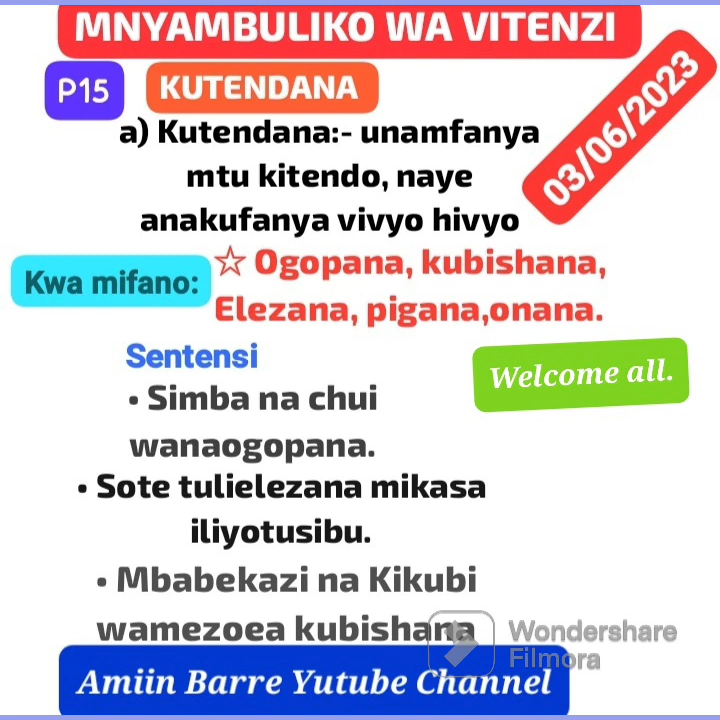 MNYAMBULIKO WA VITENZI
P15
KUTENDANA
03/06/2023
a) Kutendana:- unamfanya
mtu kitendo, naye
anakufanya vivyo hivyo
Kwa mifano:
☆ Ogopana, kubishana,
Elezana, pigana,onana.
Sentensi
Welcome all.
• Simba na chui
wanaogopana.
• Sote tulielezana mikasa
iliyotusibu.
• Mbabekazi na Kikubi
wamezoea kubishana
Wondershare
Filmora
Amiin Barre Yutube Channel